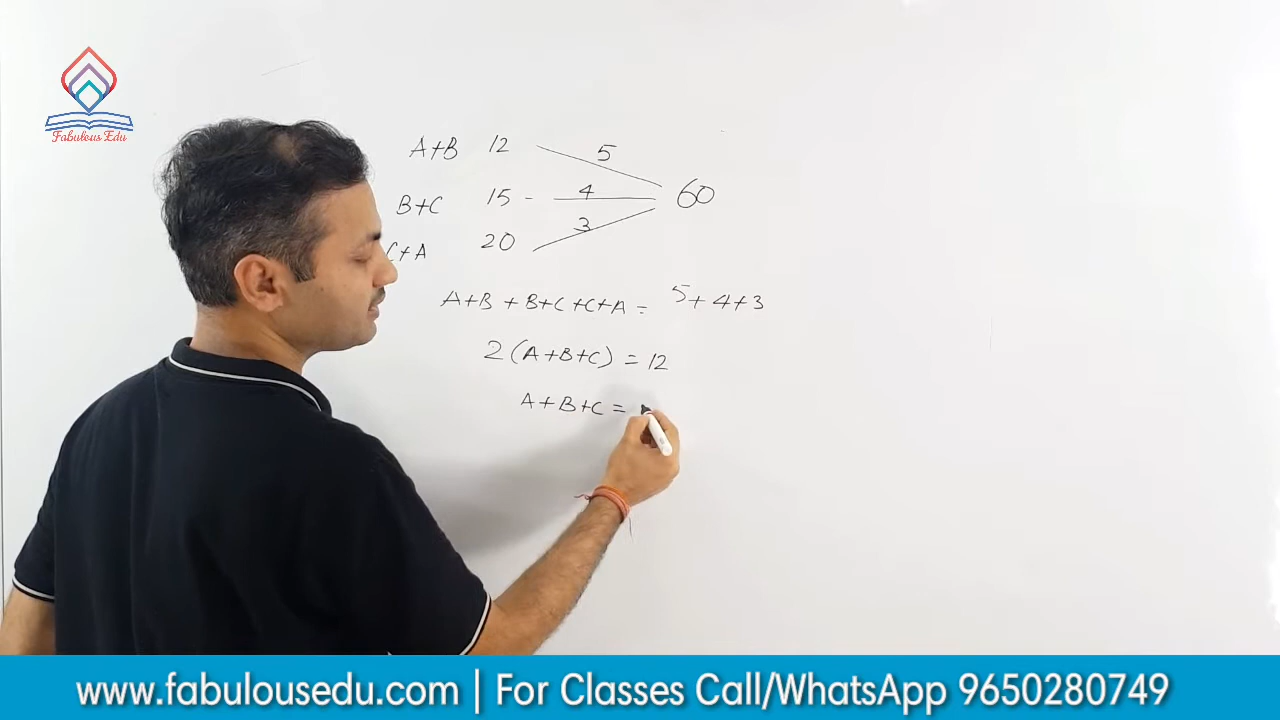 Fabulous Edu
A+B 12 5
B+C 15 - 4 60
C+A 20 3
A+B + B+C +C+A = 5+ 4+3
2 (A+B+C) = 12
A+B+C =
www.fabulousedu.com | For Classes Call/WhatsApp 9650280749